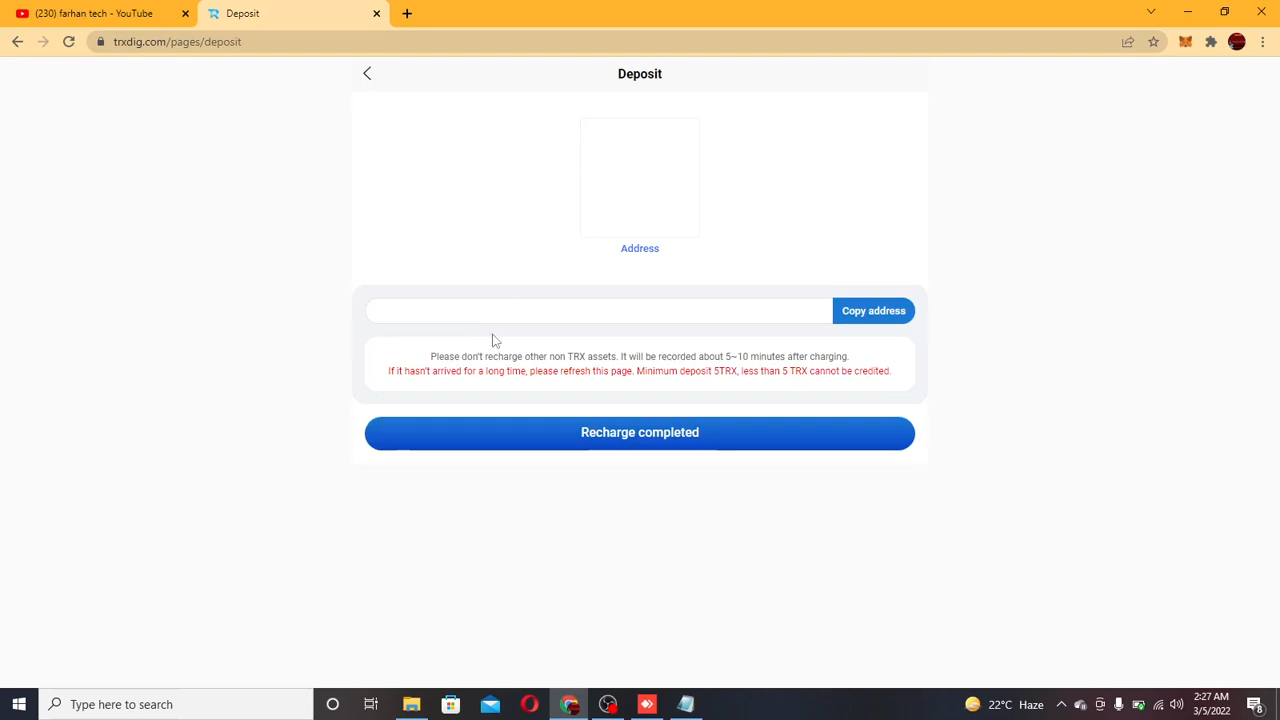 (230) farhan tech - YouTube
Deposit
trxdig.com/pages/deposit
Deposit
Address
Copy address
Please don't recharge other non TRX assets. It will be recorded about 5~10 minutes after charging.
If it hasn't arrived for a long time, please refresh this page. Minimum deposit 5TRX, less than 5 TRX cannot be credited.
Recharge completed
Type here to search
22°C Haze
2:27 AM
3/5/2022
8